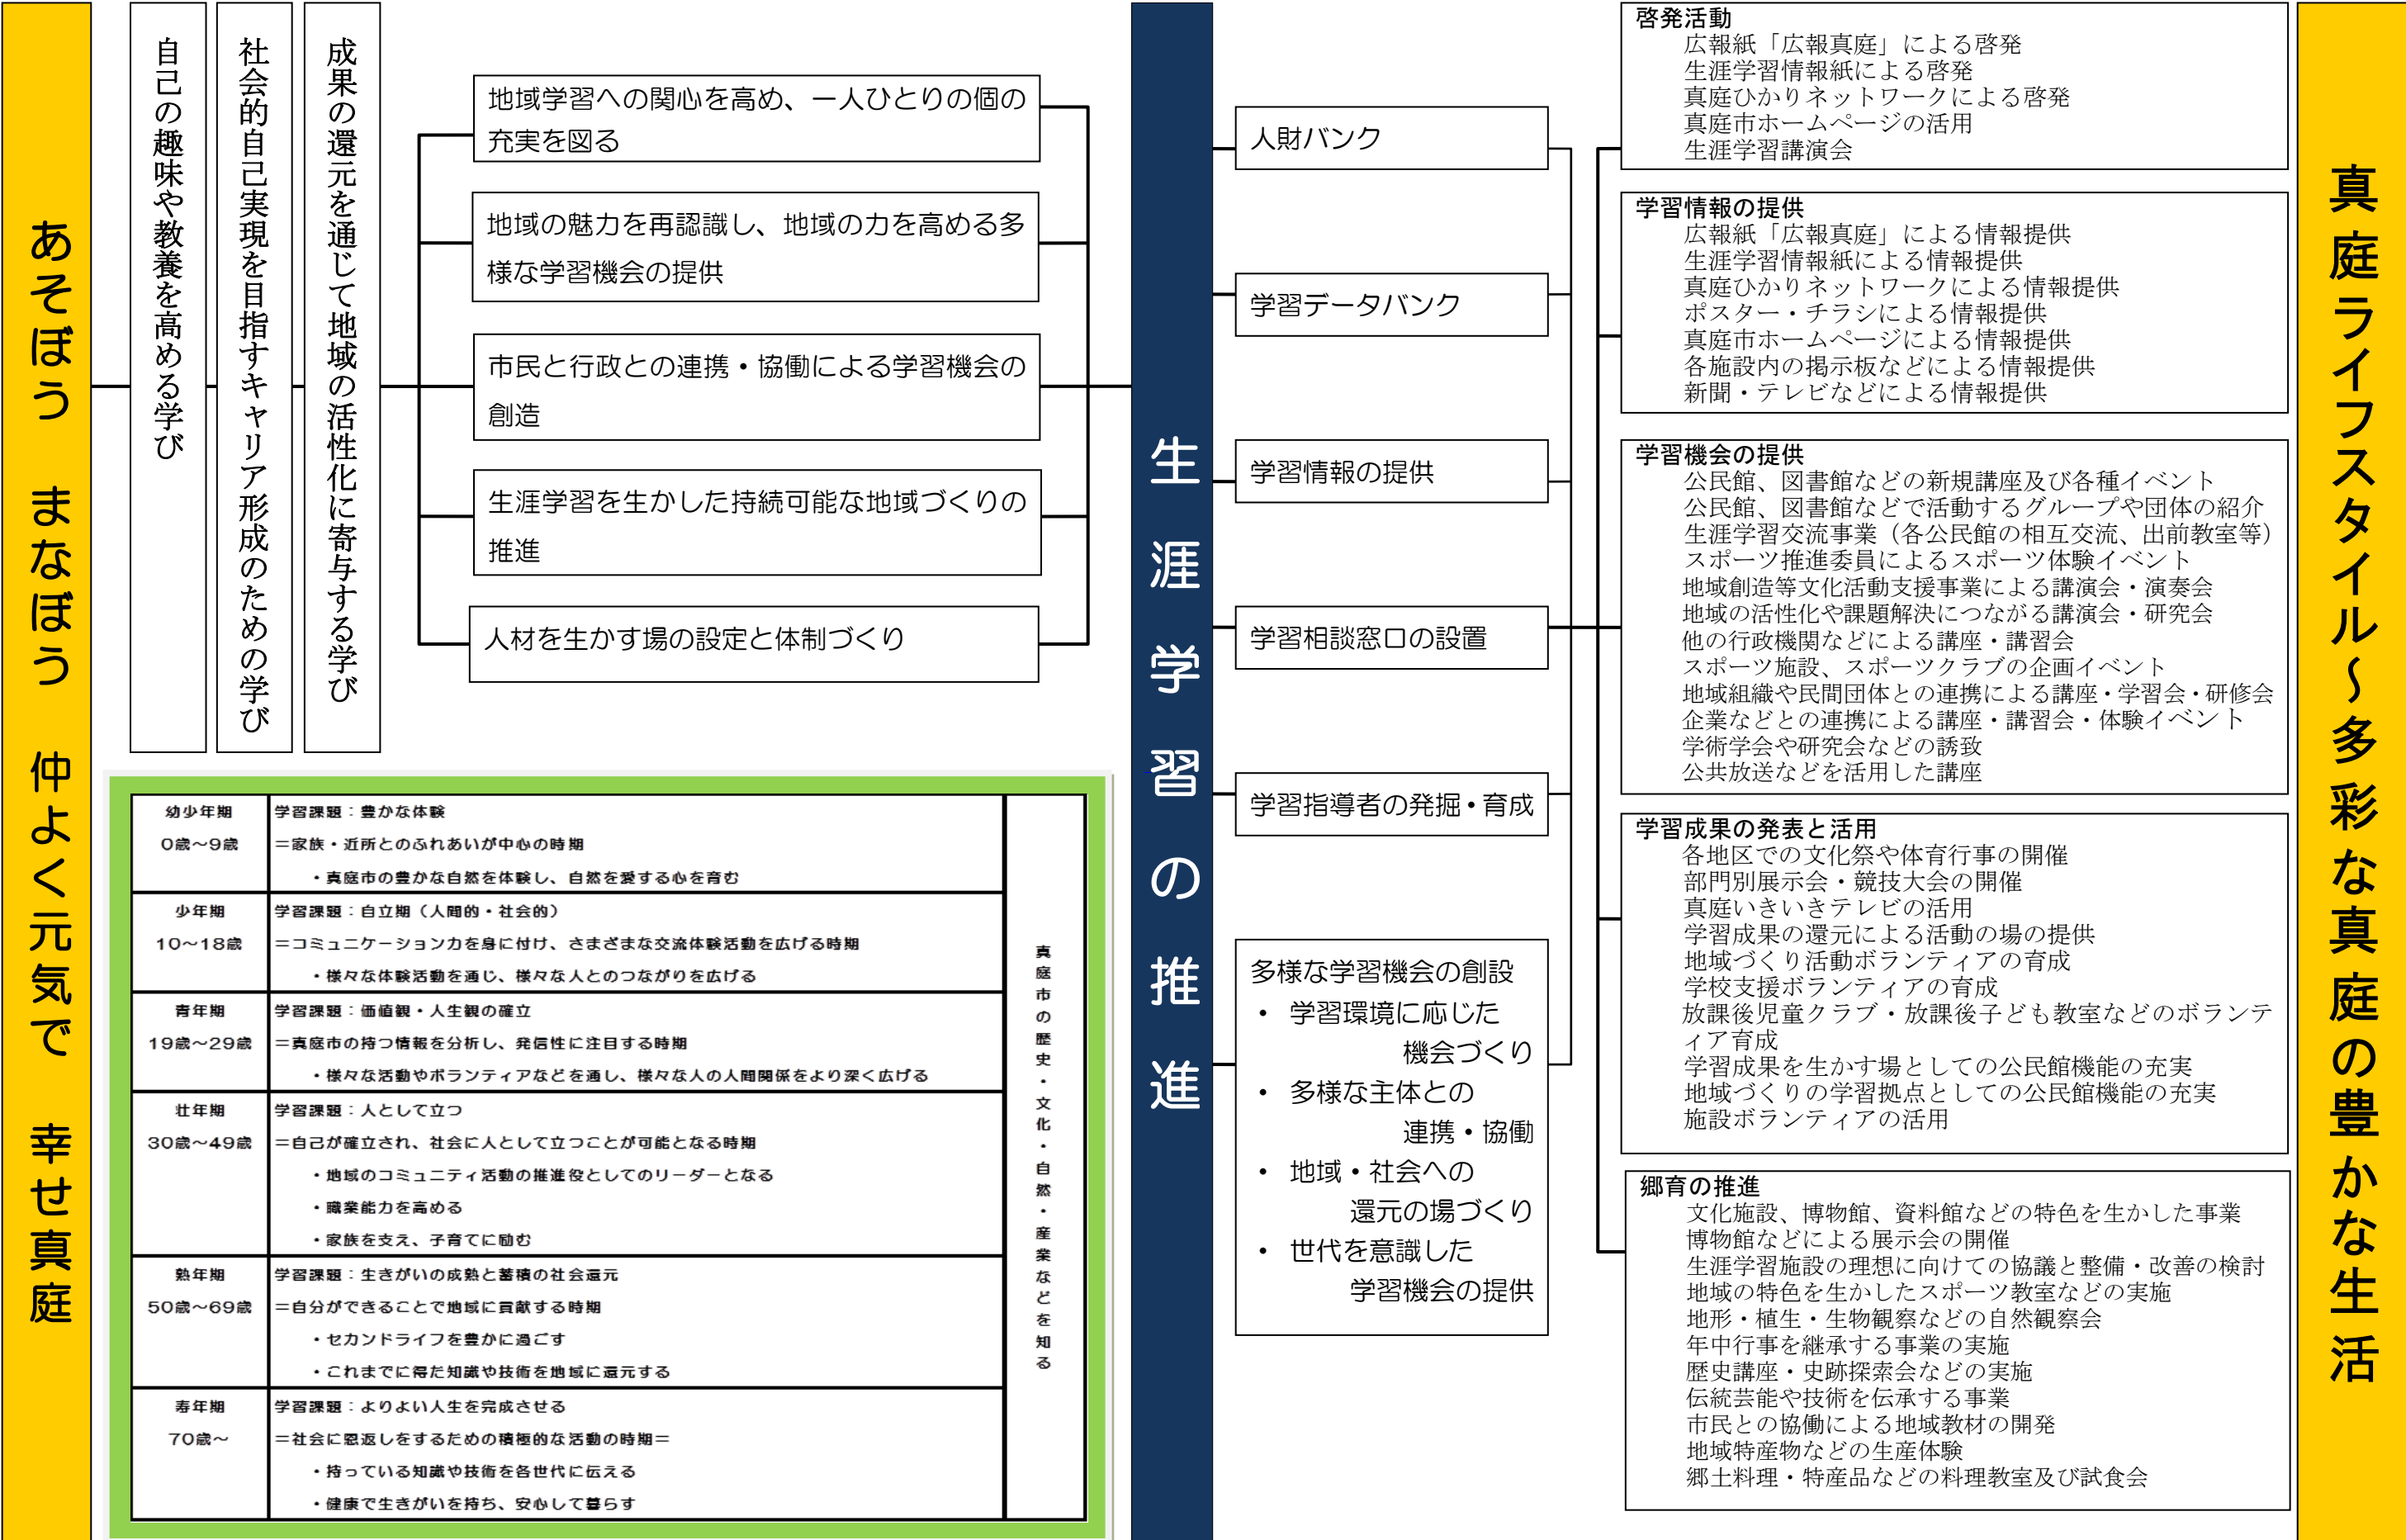 あそぼう　まなぼう　仲よく元気で　幸せ真庭
自己の趣味や教養を高める学び
社会的自己実現を目指すキャリア形成のための学び
成果の還元を通じて地域の活性化に寄与する学び
地域学習への関心を高め、一人ひとりの個の
充実を図る
地域の魅力を再認識し、地域の力を高める多
様な学習機会の提供
市民と行政との連携・協働による学習機会の
創造
生涯学習を生かした持続可能な地域づくりの
推進
人材を生かす場の設定と体制づくり
幼少年期
0歳～9歳
学習課題：豊かな体験
＝家族・近所とのふれあいが中心の時期
・真庭市の豊かな自然を体験し、自然を愛する心を育む
少年期
10～18歳
学習課題：自立期（人間的・社会的）
＝コミュニケーション力を身に付け、さまざまな交流体験活動を広げる時期
・様々な体験活動を通じ、様々な人とのつながりを広げる
青年期
19歳～29歳
学習課題：価値観・人生観の確立
＝真庭市の持つ情報を分析し、発信性に注目する時期
・様々な活動やボランティアなどを通し、様々な人の人間関係をより深く広げる
壮年期
30歳～49歳
学習課題：人として立つ
＝自己が確立され、社会に人として立つことが可能となる時期
・地域のコミュニティ活動の推進役としてのリーダーとなる
・職業能力を高める
・家族を支え、子育てに励む
熟年期
50歳～69歳
学習課題：生きがいの成熟と蓄積の社会還元
＝自分ができることで地域に貢献する時期
・セカンドライフを豊かに過ごす
・これまでに得た知識や技術を地域に還元する
寿年期
70歳～
学習課題：よりよい人生を完成させる
＝社会に恩返しをするための積極的な活動の時期＝
・持っている知識や技術を各世代に伝える
・健康で生きがいを持ち、安心して暮らす
真庭市の歴史・文化・自然・産業などを知る
生涯学習の推進
人財バンク
学習データバンク
学習情報の提供
学習相談窓口の設置
学習指導者の発掘・育成
多様な学習機会の創設
・ 学習環境に応じた
機会づくり
・ 多様な主体との
連携・協働
・ 地域・社会への
還元の場づくり
・ 世代を意識した
学習機会の提供
啓発活動
広報紙「広報真庭」による啓発
生涯学習情報紙による啓発
真庭ひかりネットワークによる啓発
真庭市ホームページの活用
生涯学習講演会
学習情報の提供
広報紙「広報真庭」による情報提供
生涯学習情報紙による情報提供
真庭ひかりネットワークによる情報提供
ポスター・チラシによる情報提供
真庭市ホームページによる情報提供
各施設内の掲示板などによる情報提供
新聞・テレビなどによる情報提供
学習機会の提供
公民館、図書館などの新規講座及び各種イベント
公民館、図書館などで活動するグループや団体の紹介
生涯学習交流事業（各公民館の相互交流、出前教室等）
スポーツ推進委員によるスポーツ体験イベント
地域創造等文化活動支援事業による講演会・演奏会
地域の活性化や課題解決につながる講演会・研究会
他の行政機関などによる講座・講習会
スポーツ施設、スポーツクラブの企画イベント
地域組織や民間団体との連携による講座・学習会・研修会
企業などとの連携による講座・講習会・体験イベント
学術学会や研究会などの誘致
公共放送などを活用した講座
学習成果の発表と活用
各地区での文化祭や体育行事の開催
部門別展示会・競技大会の開催
真庭いきいきテレビの活用
学習成果の還元による活動の場の提供
地域づくり活動ボランティアの育成
学校支援ボランティアの育成
放課後児童クラブ・放課後子ども教室などのボランテ
ィア育成
学習成果を生かす場としての公民館機能の充実
地域づくりの学習拠点としての公民館機能の充実
施設ボランティアの活用
郷育の推進
文化施設、博物館、資料館などの特色を生かした事業
博物館などによる展示会の開催
生涯学習施設の理想に向けての協議と整備・改善の検討
地域の特色を生かしたスポーツ教室などの実施
地形・植生・生物観察などの自然観察会
年中行事を継承する事業の実施
歴史講座・史跡探索会などの実施
伝統芸能や技術を伝承する事業
市民との協働による地域教材の開発
地域特産物などの生産体験
郷土料理・特産品などの料理教室及び試食会
真庭ライフスタイル～多彩な真庭の豊かな生活